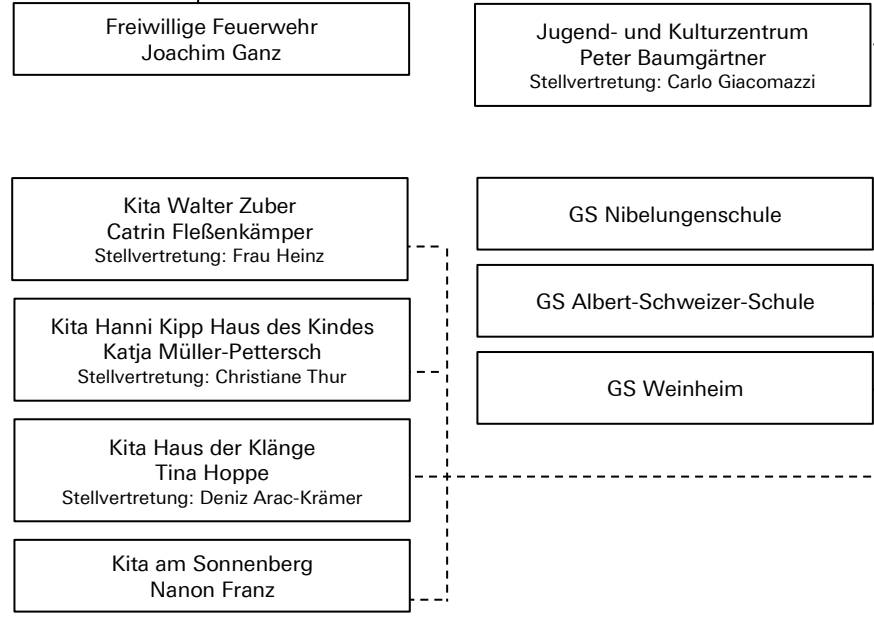 Freiwillige Feuerwehr
Joachim Ganz
Jugend- und Kulturzentrum
Peter Baumgärtner
Stellvertretung: Carlo Giacomazzi
Kita Walter Zuber
Catrin Fleßenkämper
Stellvertretung: Frau Heinz
Kita Hanni Kipp Haus des Kindes
Katja Müller-Pettersch
Stellvertretung: Christiane Thur
Kita Haus der Klänge
Tina Hoppe
Stellvertretung: Deniz Arac-Krämer
Kita am Sonnenberg
Nanon Franz
GS Nibelungenschule
GS Albert-Schweizer-Schule
GS Weinheim